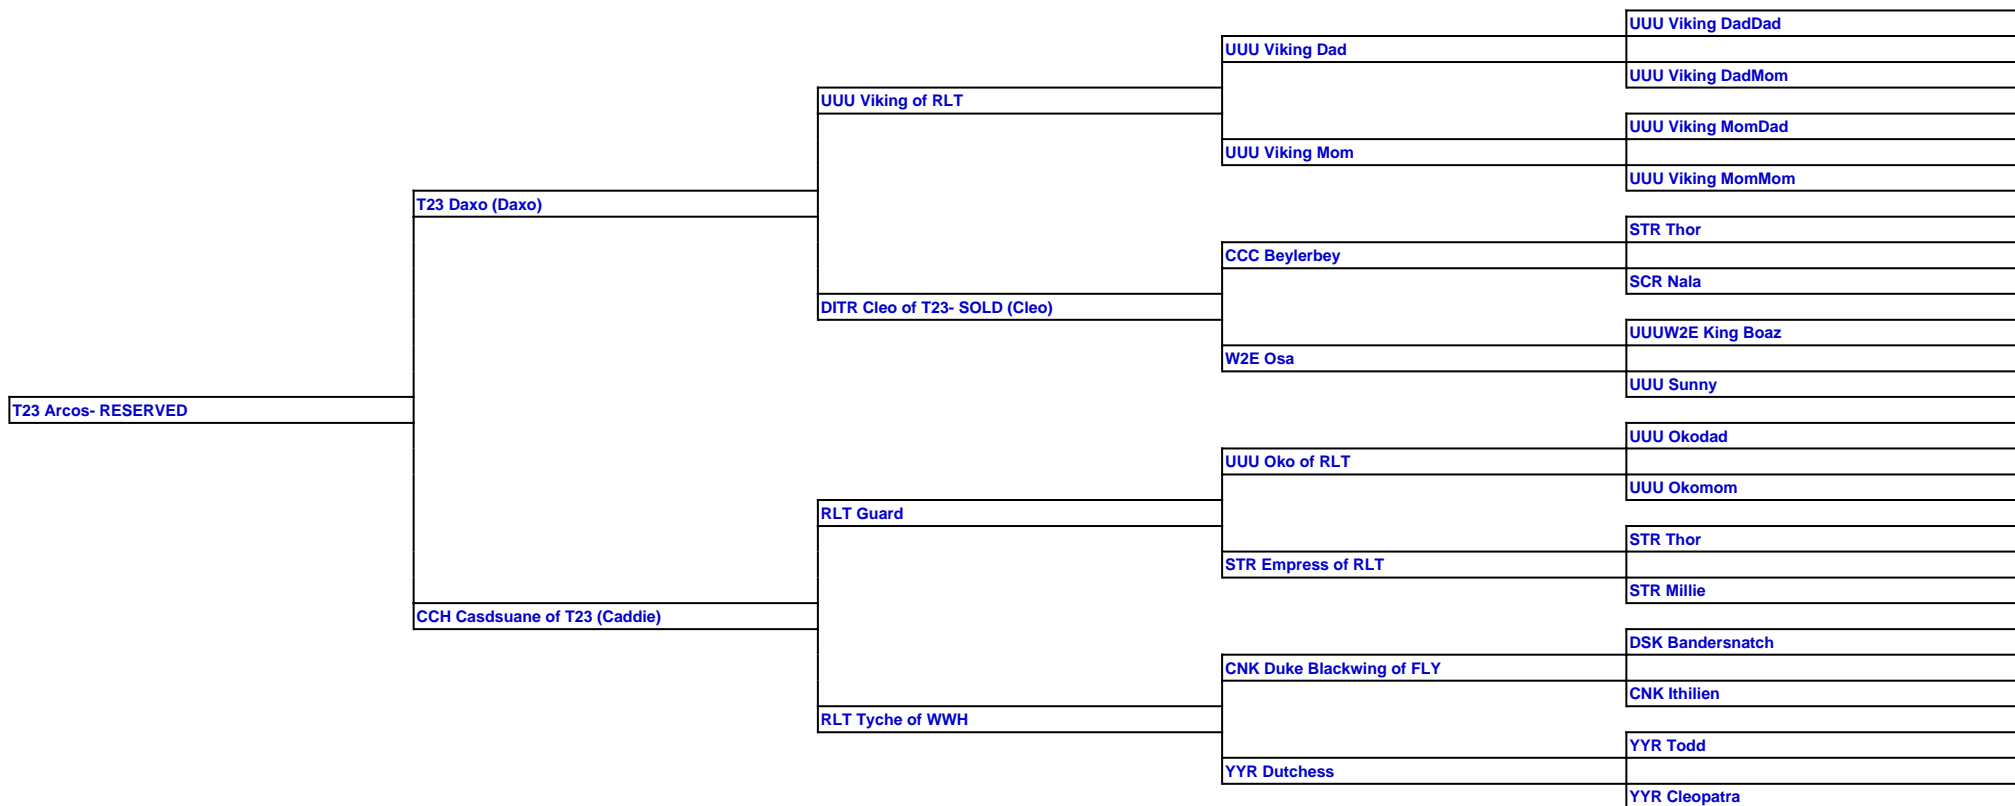 UUU Viking DadDad
UUU Viking Dad
UUU Viking DadMom
UUU Viking of RLT
UUU Viking MomDad
UUU Viking Mom
UUU Viking MomMom
T23 Daxo (Daxo)
STR Thor
CCC Beylerbey
SCR Nala
DITR Cleo of T23- SOLD (Cleo)
UUUW2E King Boaz
W2E Osa
UUU Sunny
T23 Arcos- RESERVED
UUU Okodad
UUU Oko of RLT
UUU Okomom
RLT Guard
STR Thor
STR Empress of RLT
STR Millie
CCH Casdsuane of T23 (Caddie)
DSK Bandersnatch
CNK Duke Blackwing of FLY
CNK Ithilien
RLT Tyche of WWH
YYR Todd
YYR Dutchess
YYR Cleopatra